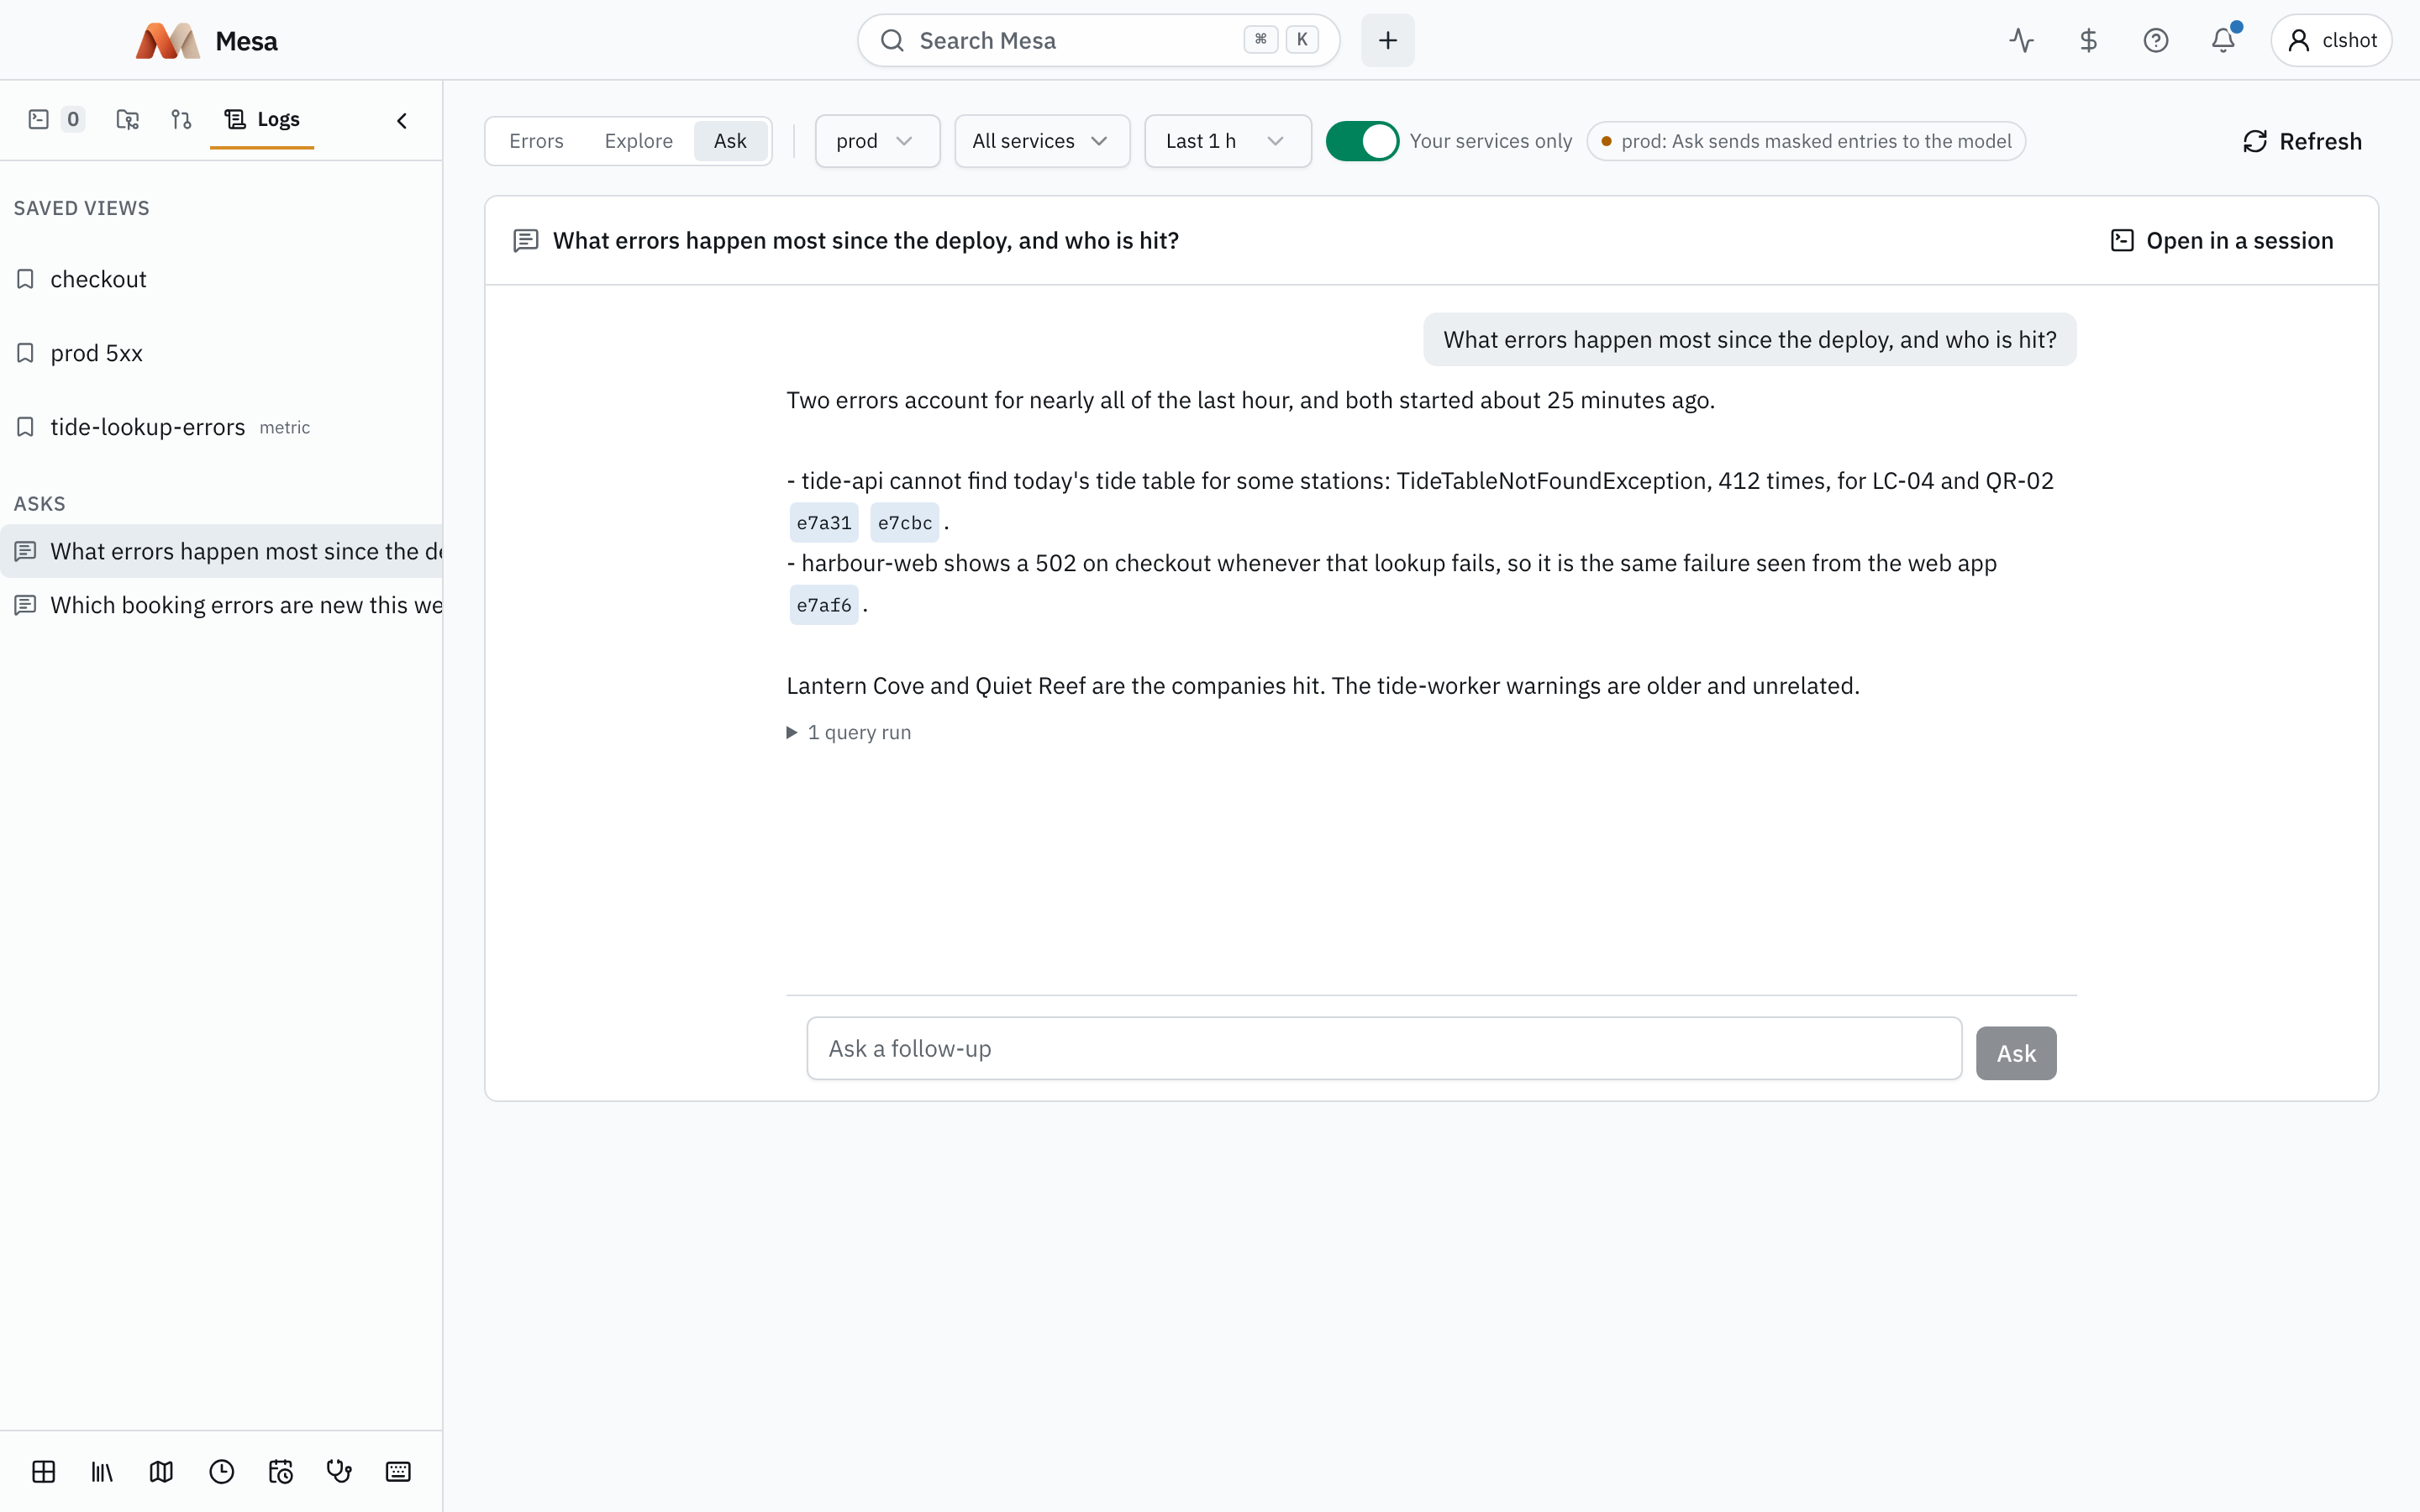 Mesa
Search Mesa
⌘ K
clshot
0
Logs
Errors
Explore
Ask
prod
All services
Last 1 h
Your services only
prod: Ask sends masked entries to the model
Refresh
SAVED VIEWS
checkout
prod 5xx
tide-lookup-errors metric
ASKS
What errors happen most since the de
Which booking errors are new this we
What errors happen most since the deploy, and who is hit?
Open in a session
What errors happen most since the deploy, and who is hit?
Two errors account for nearly all of the last hour, and both started about 25 minutes ago.
- tide-api cannot find today's tide table for some stations: TideTableNotFoundException, 412 times, for LC-04 and QR-02
e7a31 e7cbc .
- harbour-web shows a 502 on checkout whenever that lookup fails, so it is the same failure seen from the web app
e7af6 .
Lantern Cove and Quiet Reef are the companies hit. The tide-worker warnings are older and unrelated.
1 query run
Ask a follow-up
Ask